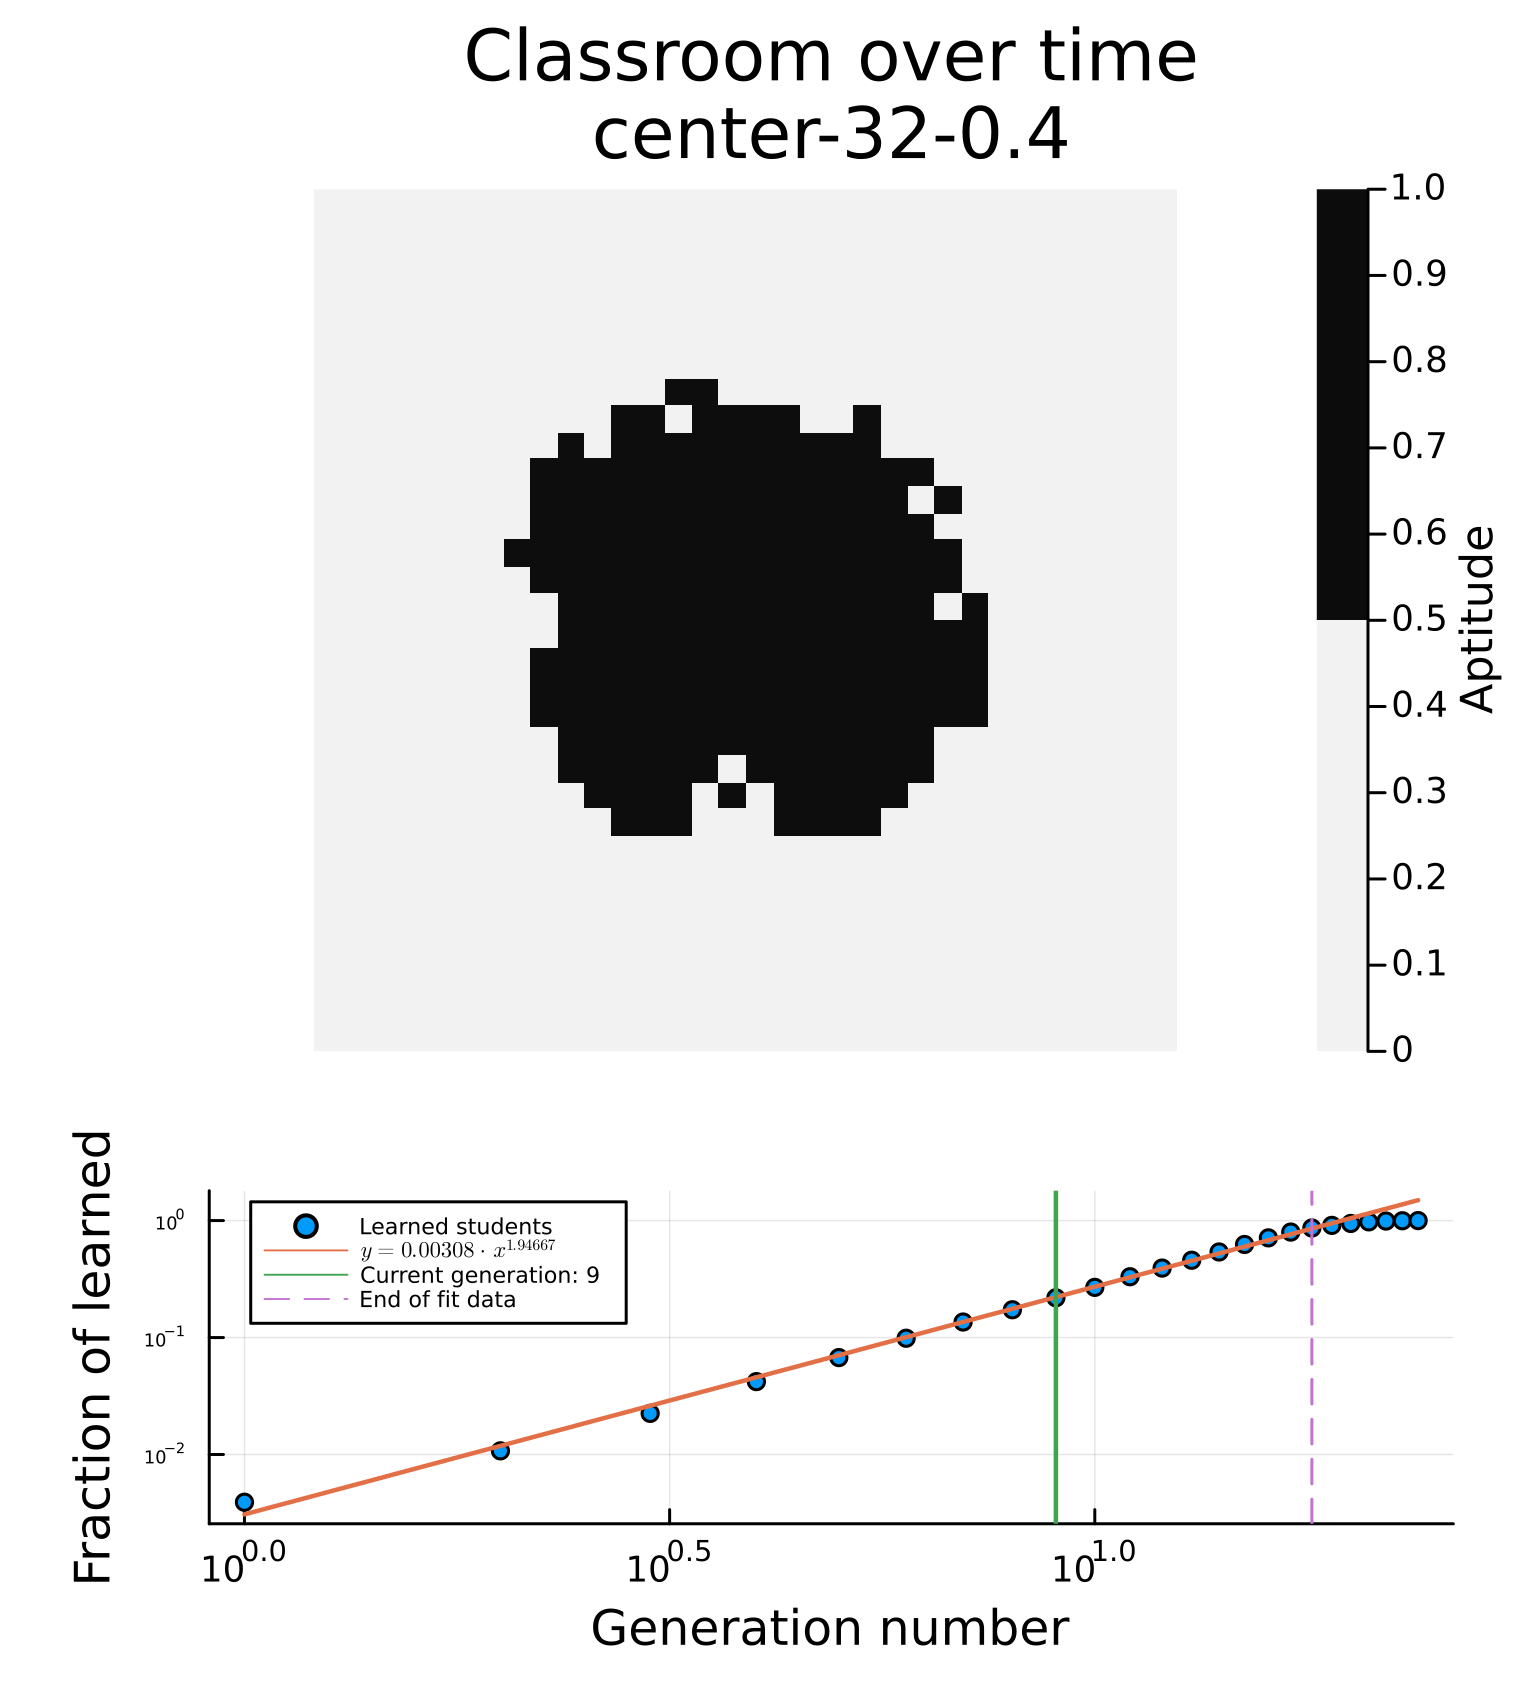 Classroom over time
center-32-0.4
1.0
0.9
0.8
0.7
0.6
0.5
0.4
0.3
0.2
0.1
0
Aptitude
Fraction of learned
10⁰
10⁻¹
10⁻²
Learned students
y = 0.00308 · x^1.94667
Current generation: 9
End of fit data
10^0.0
10^0.5
10^1.0
Generation number